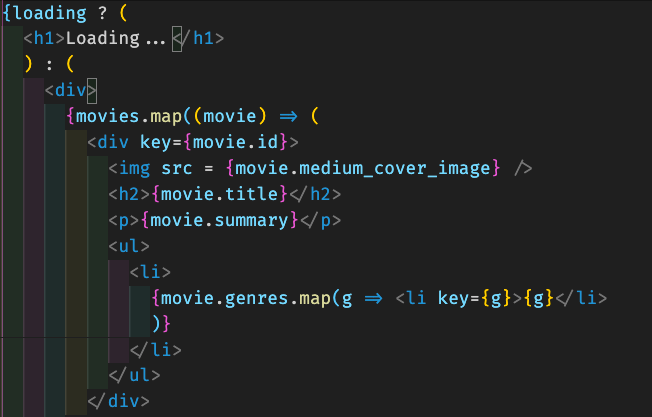 {loading ? (
<h1>Loading...</h1>
) : (
<div>
{movies.map((movie) => (
<div key={movie.id}>
<img src = {movie.medium_cover_image} />
<h2>{movie.title}</h2>
<p>{movie.summary}</p>
<ul>
<li>
{movie.genres.map(g => <li key={g}>{g}</li>
)}
</li>
</ul>
</div>